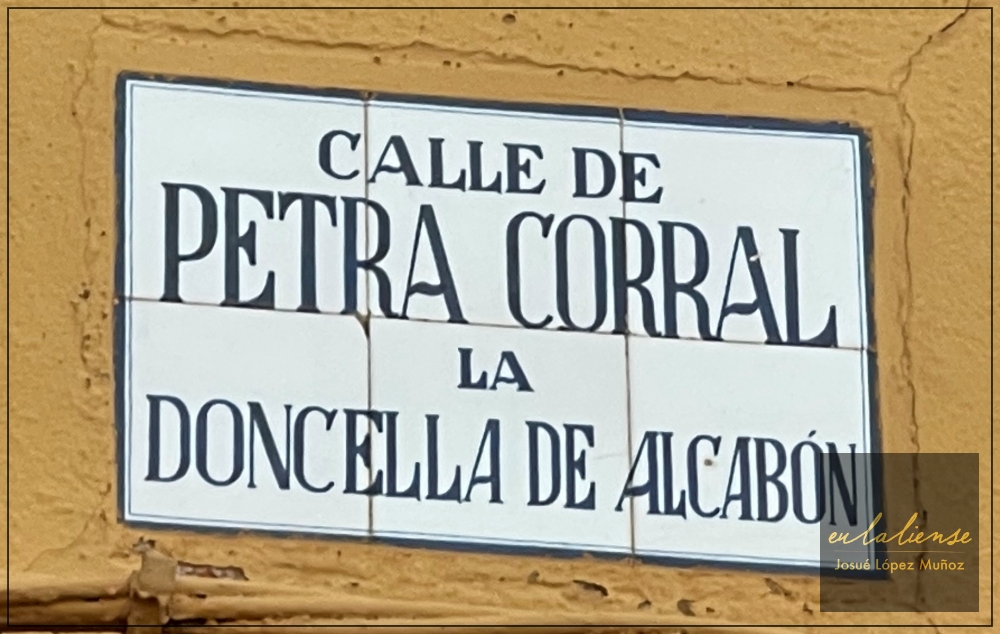 CALLE DE
PETRA CORRAL
LA
DONCELLA DE ALCABÓN
eulaliense
Josué López Muñoz